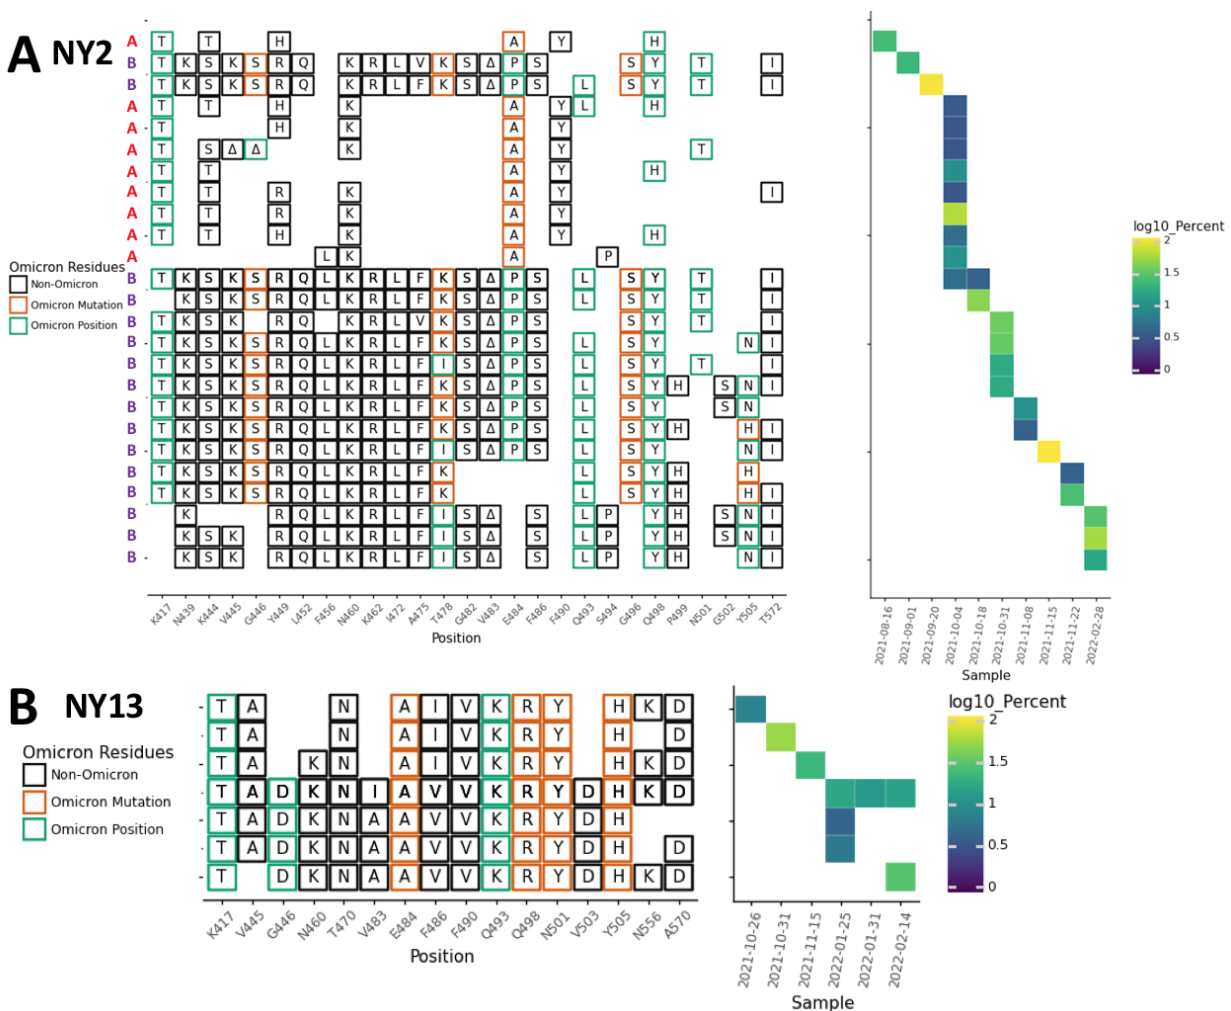 A NY2
A T T H A Y H
B T K S K S R Q K R L V K S Δ P S S Y T I
B T K S K S R Q K R L F K S Δ P S L S Y T I
A T T H K A Y L H
A T H K A Y
A T S Δ Δ K A Y T
A T T A Y H
A T T R K A Y I
A T T R K A Y
A T T H K A Y H
A L K A P
B T K S K S R Q L K R L F K S Δ P S L S Y T I
B K S K S R Q L K R L F K S Δ P S L S Y T I
B T K S K R Q K R L V K S Δ P S S Y T I
B T K S K S R Q L K R L F K S Δ P S L S Y N I
B T K S K S R Q L K R L F I S Δ P S L S Y T I
B T K S K S R Q L K R L F K S Δ P S L S Y H S N I
B T K S K S R Q L K R L F K S Δ P S L S Y S N
B T K S K S R Q L K R L F K S Δ P S L S Y H H I
B T K S K S R Q L K R L F I S Δ P S L S Y N I
B T K S K S R Q L K R L F K L S Y H H
B T K S K S R Q L K R L F K L S Y H H I
B K R Q L K R L F I S Δ S L P Y H S N I
B K S K R Q L K R L F I S Δ S L P Y H S N I
B K S K R Q L K R L F I S Δ S L P Y H N I
Omicron Residues
Non-Omicron
Omicron Mutation
Omicron Position
K417 N439 K444 V445 G446 Y449 L452 F456 N460 K462 I472 A475 T478 G482 V483 E484 F486 F490 Q493 S494 G496 Q498 P499 N501 G502 Y505 T572
Position
2021-08-16 2021-09-01 2021-09-20 2021-10-04 2021-10-18 2021-10-31 2021-11-08 2021-11-15 2021-11-22 2022-02-28
Sample
log10_Percent
2
1.5
1
0.5
0
B NY13
Omicron Residues
Non-Omicron
Omicron Mutation
Omicron Position
T A N A I V K R Y H K D
T A N A I V K R Y H D
T A K N A I V K R Y H K D
T A D K N I A V V K R Y D H K D
T A D K N A A V V K R Y D H
T A D K N A A V V K R Y D H D
T D K N A A V V K R Y D H K D
K417 V445 G446 N460 T470 V483 E484 F486 F490 Q493 Q498 N501 V503 Y505 N556 A570
Position
2021-10-26 2021-10-31 2021-11-15 2022-01-25 2022-01-31 2022-02-14
Sample
log10_Percent
2
1.5
1
0.5
0